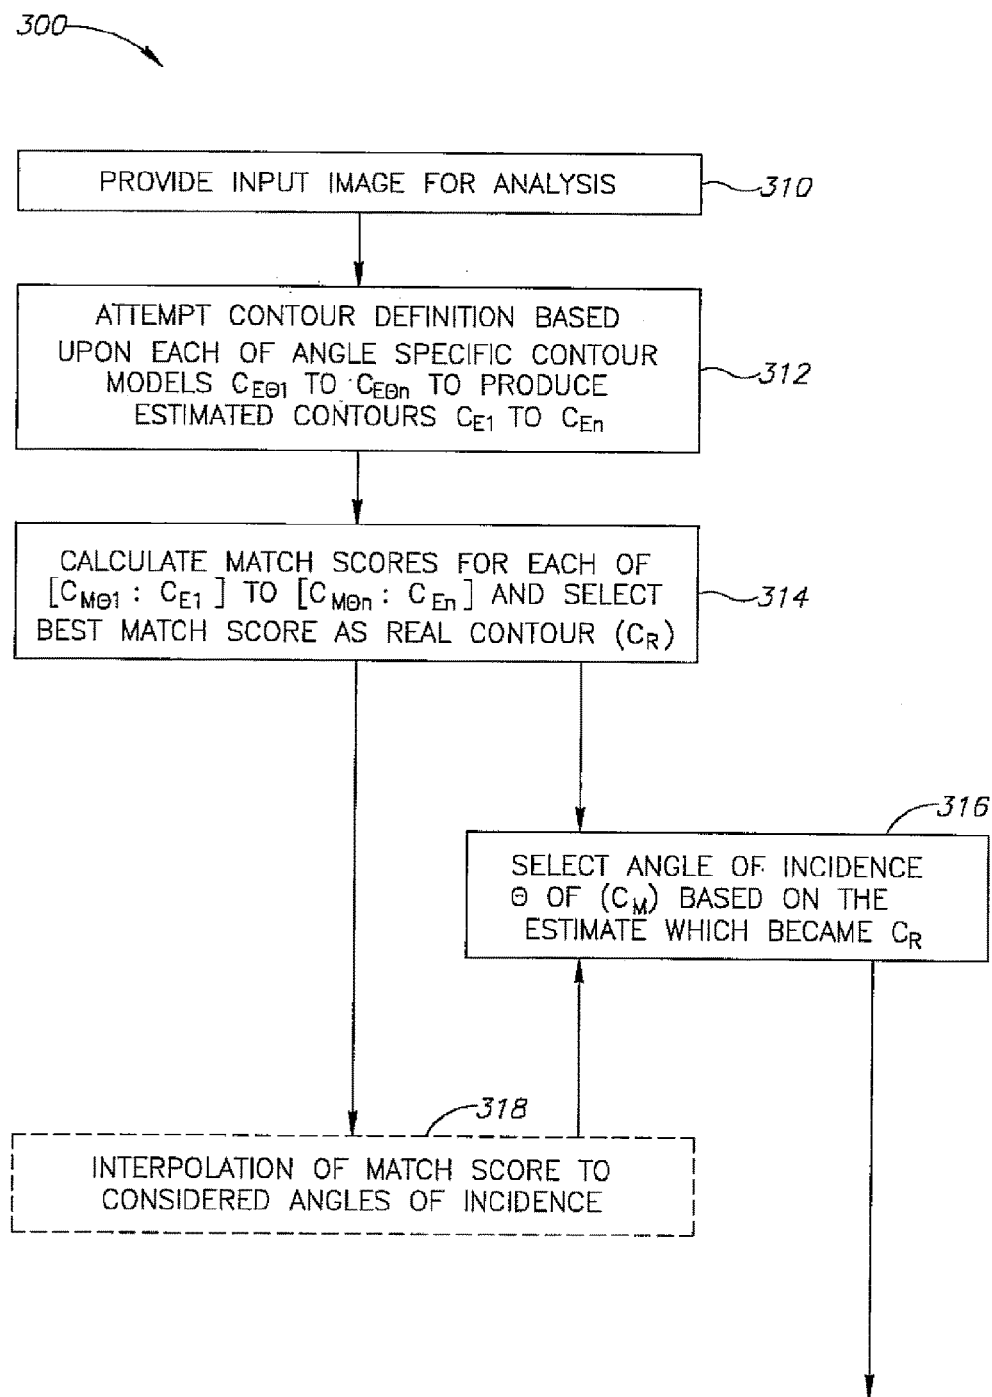 300
PROVIDE INPUT IMAGE FOR ANALYSIS
310
ATTEMPT CONTOUR DEFINITION BASED
UPON EACH OF ANGLE SPECIFIC CONTOUR
MODELS CEΘ1 TO CEΘn TO PRODUCE
ESTIMATED CONTOURS CE1 TO CEn
312
CALCULATE MATCH SCORES FOR EACH OF
[CMΘ1 : CE1 ] TO [CMΘn : CEn] AND SELECT
BEST MATCH SCORE AS REAL CONTOUR (CR)
314
316
SELECT ANGLE OF INCIDENCE
Θ OF (CM) BASED ON THE
ESTIMATE WHICH BECAME CR
318
INTERPOLATION OF MATCH SCORE TO
CONSIDERED ANGLES OF INCIDENCE